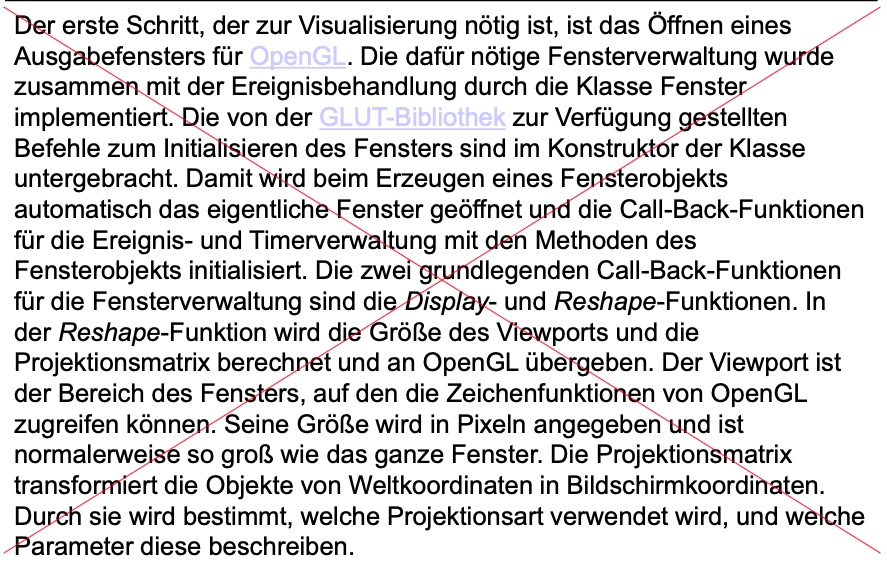 Der erste Schritt, der zur Visualisierung nötig ist, ist das Öffnen eines
Ausgabefensters für OpenGL. Die dafür nötige Fensterverwaltung wurde
zusammen mit der Ereignisbehandlung durch die Klasse Fenster
implementiert. Die von der GLUT-Bibliothek zur Verfügung gestellten
Befehle zum Initialisieren des Fensters sind im Konstruktor der Klasse
untergebracht. Damit wird beim Erzeugen eines Fensterobjekts
automatisch das eigentliche Fenster geöffnet und die Call-Back-Funktionen
für die Ereignis- und Timerverwaltung mit den Methoden des
Fensterobjekts initialisiert. Die zwei grundlegenden Call-Back-Funktionen
für die Fensterverwaltung sind die Display- und Reshape-Funktionen. In
der Reshape-Funktion wird die Größe des Viewports und die
Projektionsmatrix berechnet und an OpenGL übergeben. Der Viewport ist
der Bereich des Fensters, auf den die Zeichenfunktionen von OpenGL
zugreifen können. Seine Größe wird in Pixeln angegeben und ist
normalerweise so groß wie das ganze Fenster. Die Projektionsmatrix
transformiert die Objekte von Weltkoordinaten in Bildschirmkoordinaten.
Durch sie wird bestimmt, welche Projektionsart verwendet wird, und welche
Parameter diese beschreiben.